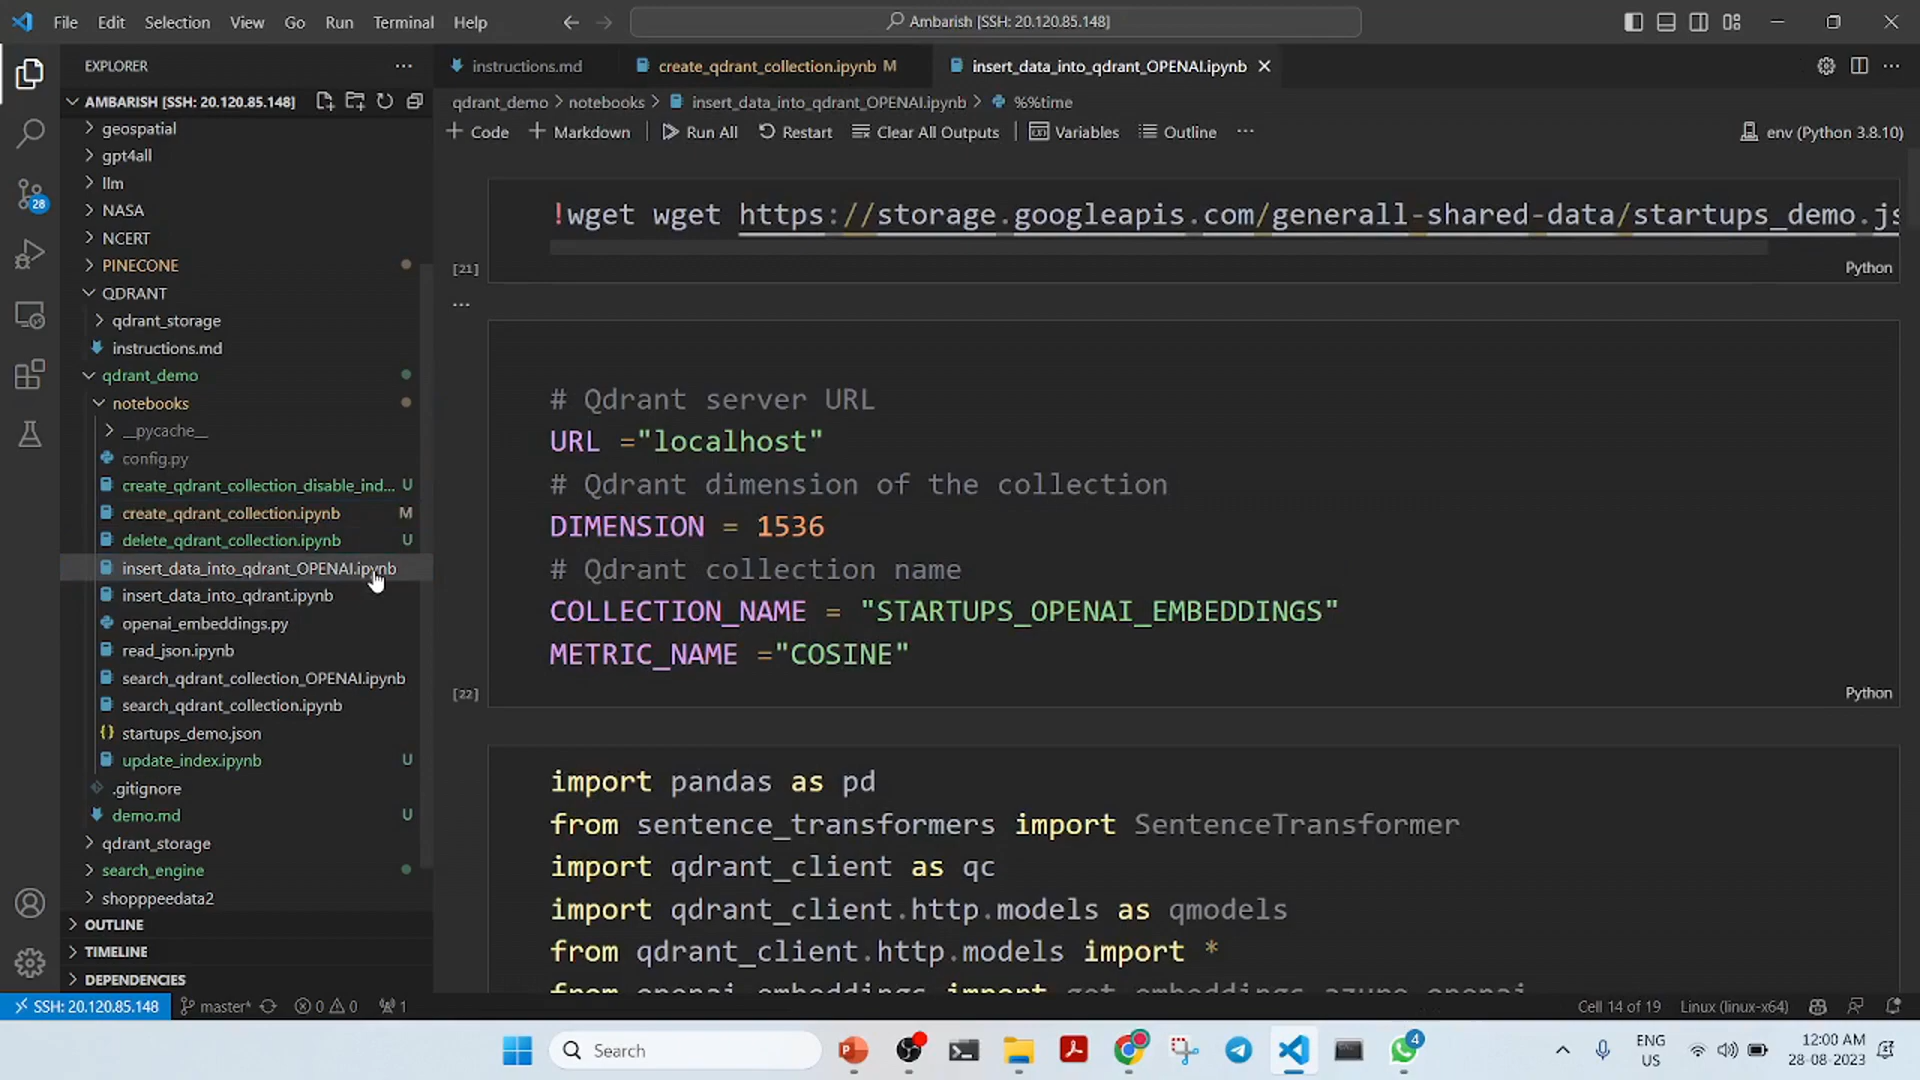 File Edit Selection View Go Run Terminal Help
Ambarish [SSH: 20.120.85.148]
EXPLORER
instructions.md
create_qdrant_collection.ipynb M
insert_data_into_qdrant_OPENAI.ipynb
AMBARISH [SSH: 20.120.85.148]
qdrant_demo > notebooks > insert_data_into_qdrant_OPENAI.ipynb > %%time
+ Code + Markdown Run All Restart Clear All Outputs Variables Outline ...
env (Python 3.8.10)
geospatial
gpt4all
llm
NASA
NCERT
PINECONE
QDRANT
qdrant_storage
instructions.md
qdrant_demo
notebooks
__pycache__
config.py
create_qdrant_collection_disable_ind... U
create_qdrant_collection.ipynb M
delete_qdrant_collection.ipynb U
insert_data_into_qdrant_OPENAI.ipynb
insert_data_into_qdrant.ipynb
openai_embeddings.py
read_json.ipynb
search_qdrant_collection_OPENAI.ipynb
search_qdrant_collection.ipynb
startups_demo.json
update_index.ipynb U
.gitignore
demo.md U
qdrant_storage
search_engine
shopppeedata2
OUTLINE
TIMELINE
DEPENDENCIES
!wget wget https://storage.googleapis.com/generall-shared-data/startups_demo.js
[21]
Python
...
# Qdrant server URL
URL ="localhost"
# Qdrant dimension of the collection
DIMENSION = 1536
# Qdrant collection name
COLLECTION_NAME = "STARTUPS_OPENAI_EMBEDDINGS"
METRIC_NAME ="COSINE"
[22]
Python
import pandas as pd
from sentence_transformers import SentenceTransformer
import qdrant_client as qc
import qdrant_client.http.models as qmodels
from qdrant_client.http.models import *
from openai_embeddings import get_embeddings_azure_openai
28
SSH: 20.120.85.148 master* 0 0 1
Cell 14 of 19 Linux (linux-x64)
Search
4
ENG
US
12:00 AM
28-08-2023